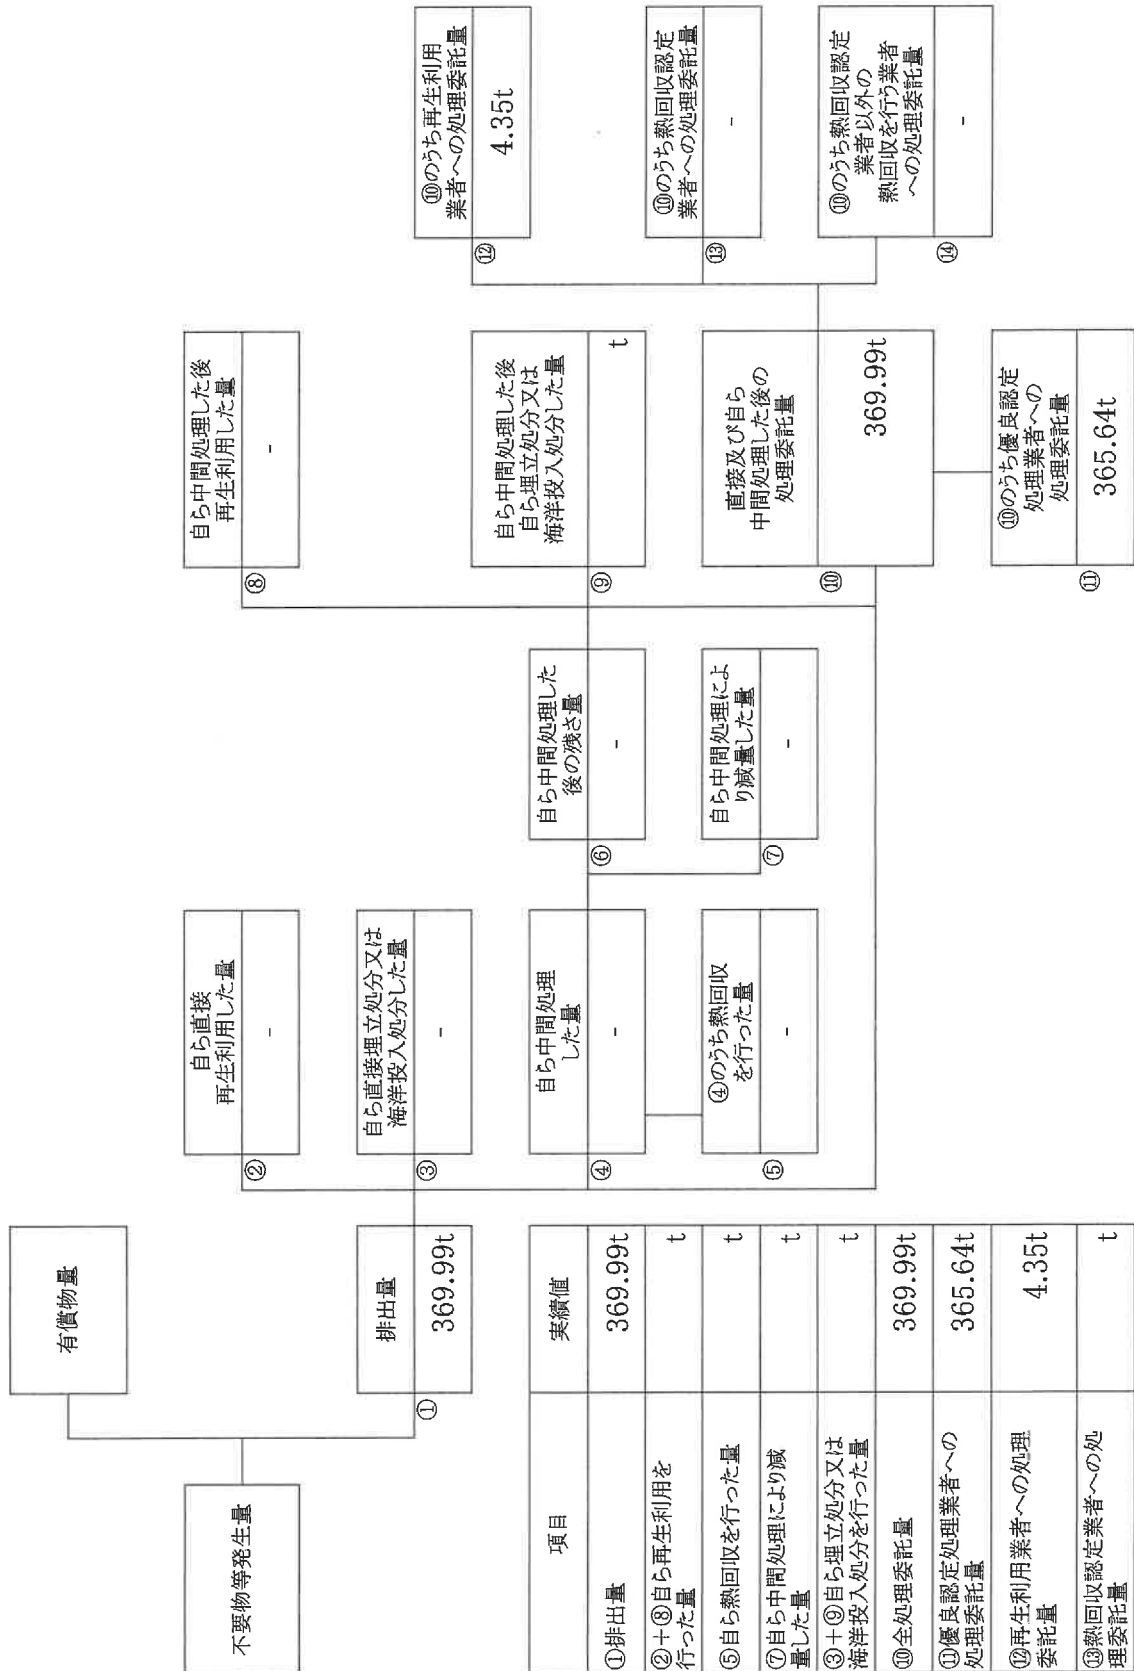 不要物等発生量
有償物量
排出量
①
369.99t
自ら直接
再生利用した量
②
-
自ら直接埋立処分又は
海洋投入処分した量
③
-
自ら中間処理
した量
④
-
④のうち熱回収
を行った量
⑤
-
自ら中間処理した
後の残さ量
⑥
-
自ら中間処理によ
り減量した量
⑦
-
自ら中間処理した後
再生利用した量
⑧
-
自ら中間処理した後
自ら埋立処分又は
海洋投入処分した量
⑨
t
直接及び自ら
中間処理した後の
処理委託量
⑩
369.99t
⑩のうち優良認定
処理業者への
処理委託量
⑪
365.64t
⑩のうち再生利用
業者への処理委託量
⑫
4.35t
⑩のうち熱回収認定
業者への処理委託量
⑬
-
⑩のうち熱回収認定
業者以外の
熱回収を行う業者
への処理委託量
⑭
-
項目 実績値
①排出量 369.99t
②+⑧自ら再生利用を
行った量 t
⑤自ら熱回収を行った量 t
⑦自ら中間処理により減
量した量 t
③+⑨自ら埋立処分又は
海洋投入処分を行った量 t
⑩全処理委託量 369.99t
⑪優良認定処理業者への
処理委託量 365.64t
⑫再生利用業者への処理
委託量 4.35t
⑬熱回収認定業者への処
理委託量 t